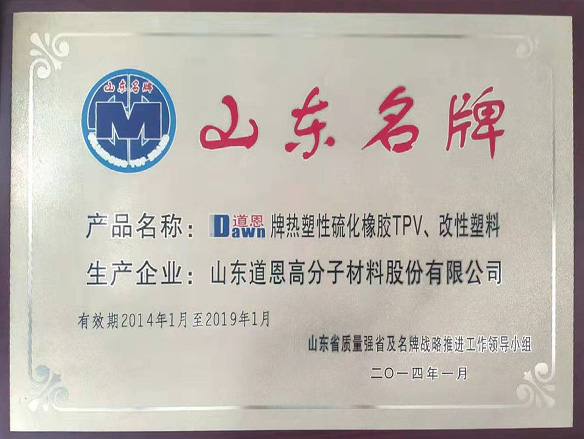 山东名牌
山东名牌
M
产品名称：道恩Dawn牌热塑性硫化橡胶TPV、改性塑料
生产企业：山东道恩高分子材料股份有限公司
有效期2014年1月至2019年1月
山东省质量强省及名牌战略推进工作领导小组
二〇一四年一月